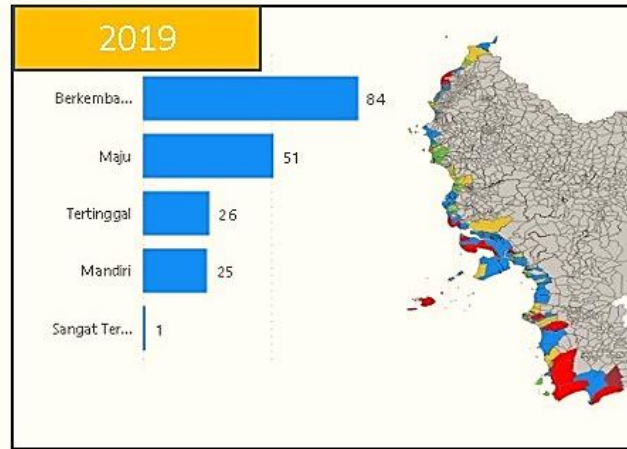 2019
Berkemba... 84
Maju 51
Tertinggal 26
Mandiri 25
Sangat Ter... 1